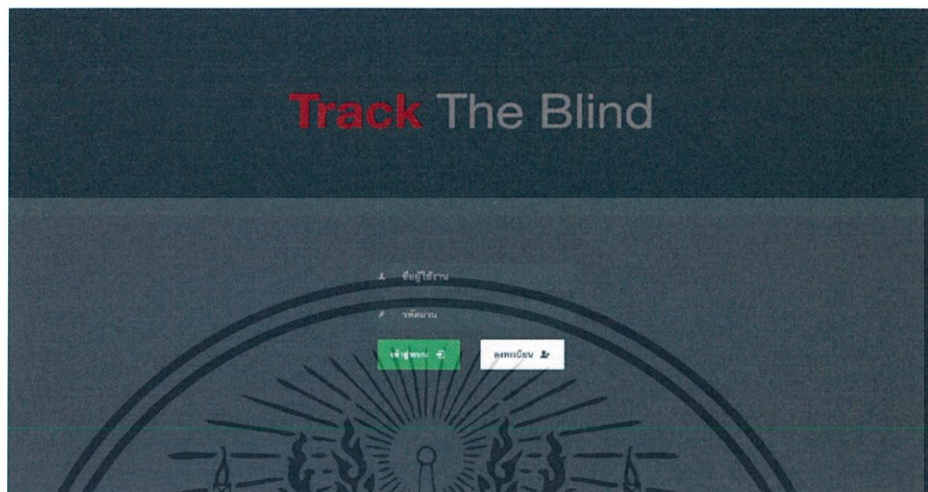 Track The Blind
ชื่อผู้ใช้งาน
รหัสผ่าน
เข้าสู่ระบบ
ลงทะเบียน